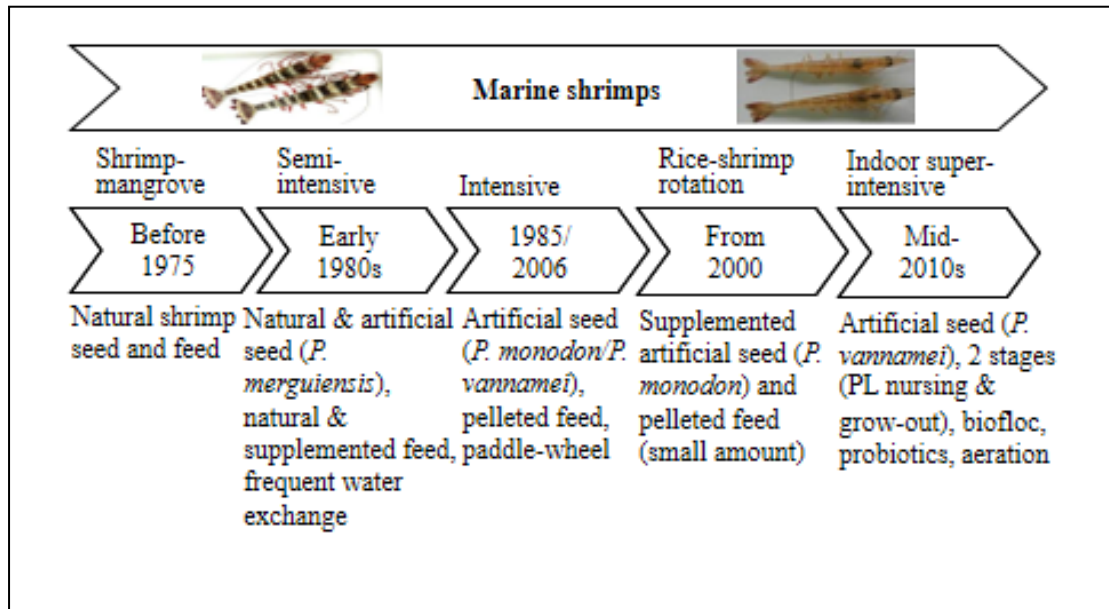 Marine shrimps
Shrimp-
mangrove
Before
1975
Natural shrimp
seed and feed
Semi-
intensive
Early
1980s
Natural & artificial
seed (P.
merguiensis),
natural &
supplemented feed,
frequent water
exchange
Intensive
1985/
2006
Artificial seed
(P. monodon/P.
vannamei),
pelleted feed,
paddle-wheel
Rice-shrimp
rotation
From
2000
Supplemented
artificial seed (P.
monodon) and
pelleted feed
(small amount)
Indoor super-
intensive
Mid-
2010s
Artificial seed (P.
vannamei), 2 stages
(PL nursing &
grow-out), biofloc,
probiotics, aeration